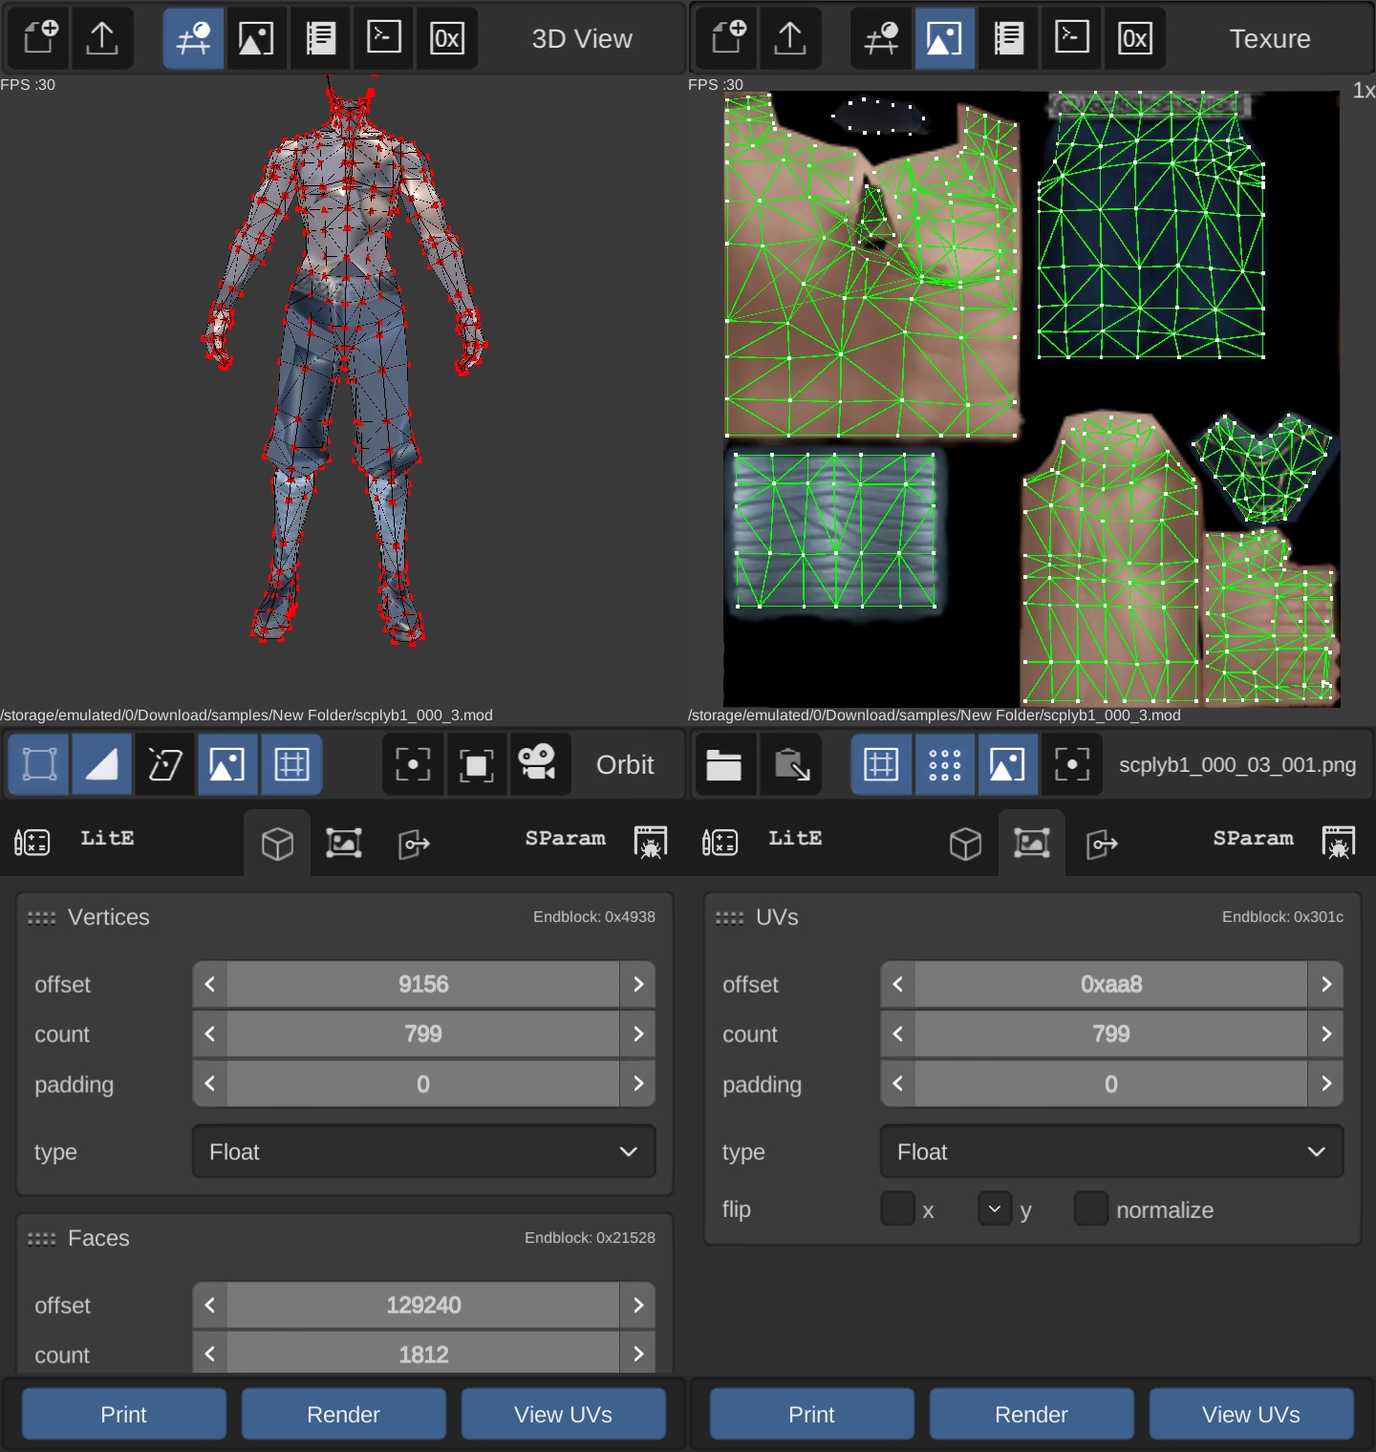 0x
3D View
FPS :30
/storage/emulated/0/Download/samples/New Folder/scplyb1_000_3.mod
Orbit
LitE
SParam
Vertices
Endblock: 0x4938
offset
9156
count
799
padding
0
type
Float
Faces
Endblock: 0x21528
offset
129240
count
1812
Print
Render
View UVs
0x
Texure
FPS :30
1x
/storage/emulated/0/Download/samples/New Folder/scplyb1_000_3.mod
scplyb1_000_03_001.png
LitE
SParam
UVs
Endblock: 0x301c
offset
0xaa8
count
799
padding
0
type
Float
flip
x
y
normalize
Print
Render
View UVs